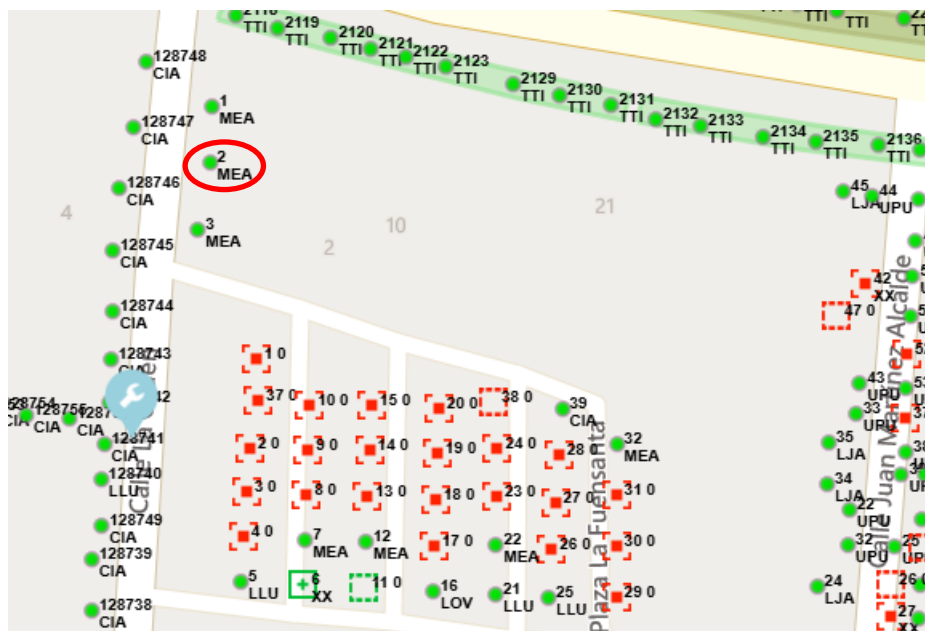 2118
TTI
2119
TTI
2120
TTI
2121
TTI
2122
TTI
2123
TTI
2129
TTI
2130
TTI
2131
TTI
2132
TTI
2133
TTI
2134
TTI
2135
TTI
2136
TTI
TTI
TTI
128748
CIA
1
MEA
128747
CIA
2
MEA
128746
CIA
3
MEA
128745
CIA
4
2
10
21
45
LJA
44
UPU
128744
CIA
42
XX
47 0
128743
1 0
37 0
10 0
15 0
20 0
38 0
39
CIA
43
UPU
33
UPU
128754
CIA
128755
CIA
128741
CIA
2 0
9 0
14 0
19 0
24 0
28 0
32
MEA
35
LJA
128740
LLU
3 0
8 0
13 0
18 0
23 0
27 0
31 0
34
LJA
22
UPU
128749
CIA
4 0
7
MEA
12
MEA
17 0
22
MEA
26 0
30 0
32
UPU
25
128739
CIA
5
LLU
6
XX
11 0
16
LOV
21
LLU
25
LLU
29 0
24
LJA
26 0
128738
CIA
27
XX
Plaza La Fuensanta
Calle Juan Martínez Alcalde